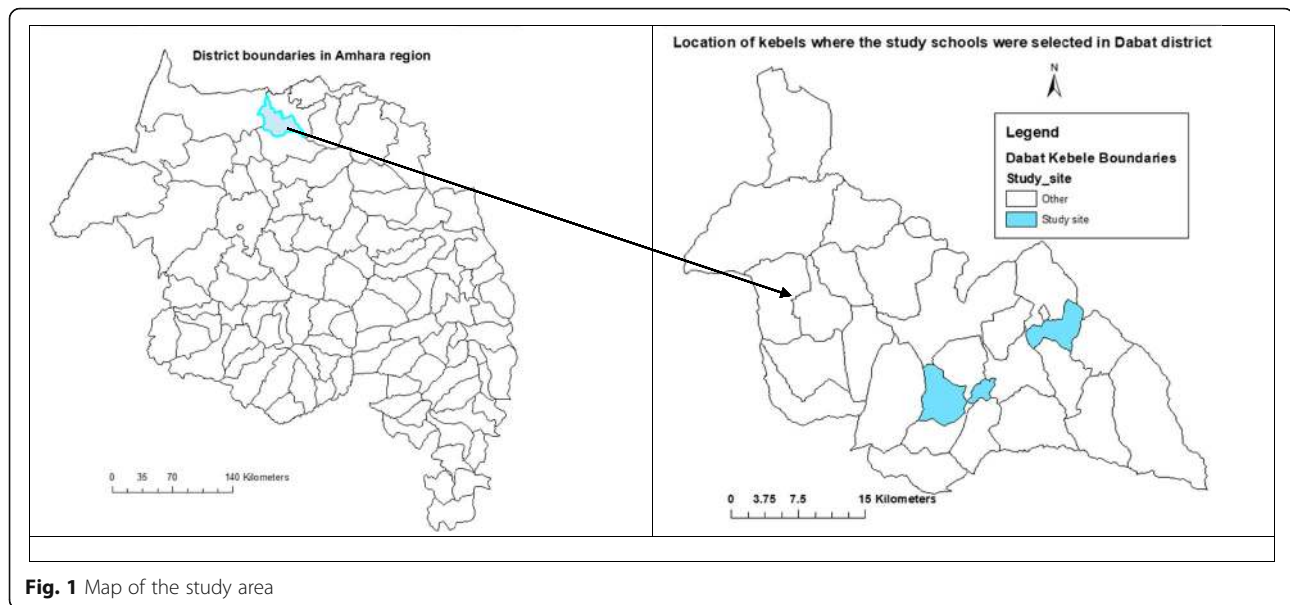 District boundaries in Amhara region
0 35 70 140 Kilometers
Location of kebels where the study schools were selected in Dabat district
N
Legend
Dabat Kebele Boundaries
Study_site
Other
Study site
0 3.75 7.5 15 Kilometers
Fig. 1 Map of the study area